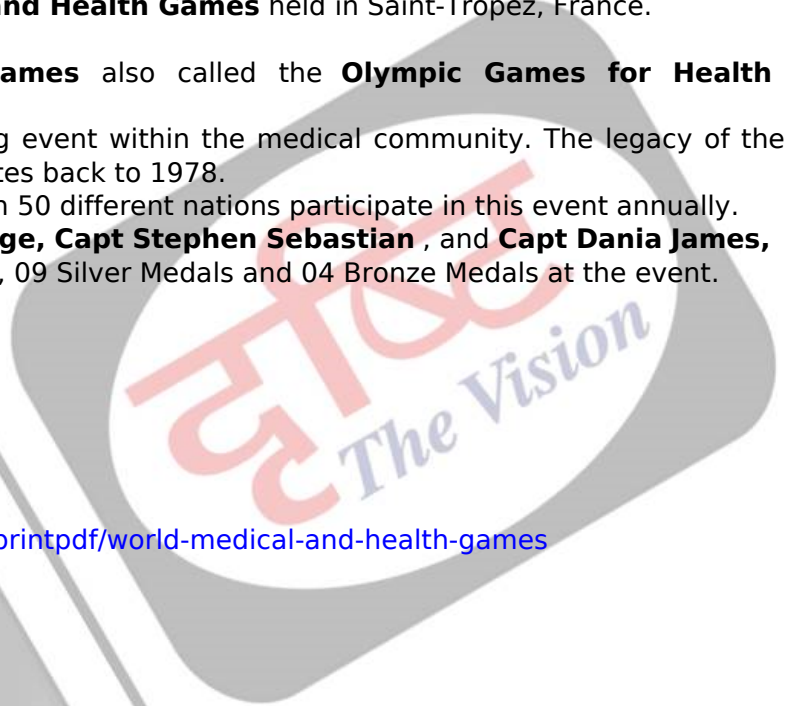 and Health Games held in Saint-Tropez, France.
ames also called the Olympic Games for Health
g event within the medical community. The legacy of the
tes back to 1978.
n 50 different nations participate in this event annually.
ge, Capt Stephen Sebastian , and Capt Dania James,
, 09 Silver Medals and 04 Bronze Medals at the event.
दृष्टि
The Vision
printpdf/world-medical-and-health-games